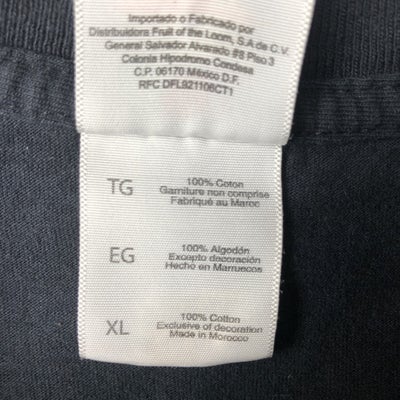 Importado o Fabricado por
Distribuidora Fruit of the Loom, S.A de C.V.
General Salvador Alvarado #8 Piso 3
Colonia Hipodromo Condesa
C.P. 06170 México D.F.
RFC DFL921106CT1
TG
100% Coton
Garniture non comprise
Fabriqué au Maroc
EG
100% Algodón
Excepto decoración
Hecho en Marruecos
XL
100% Cotton
Exclusive of decoration
Made in Morocco